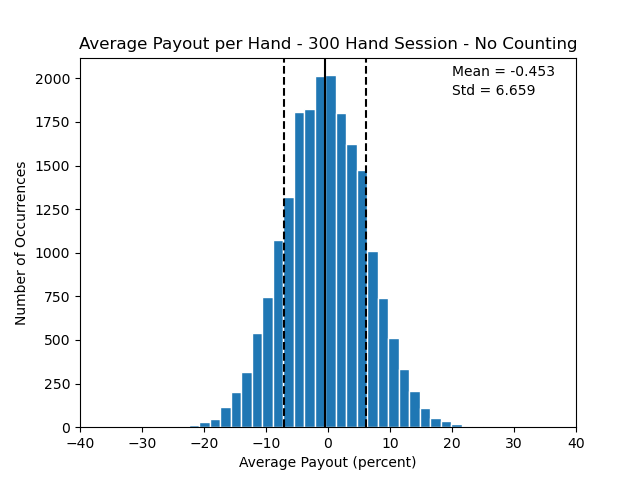 Average Payout per Hand - 300 Hand Session - No Counting
Mean = -0.453
Std = 6.659
Number of Occurrences
2000
1750
1500
1250
1000
750
500
250
0
−40 −30 −20 −10 0 10 20 30 40
Average Payout (percent)